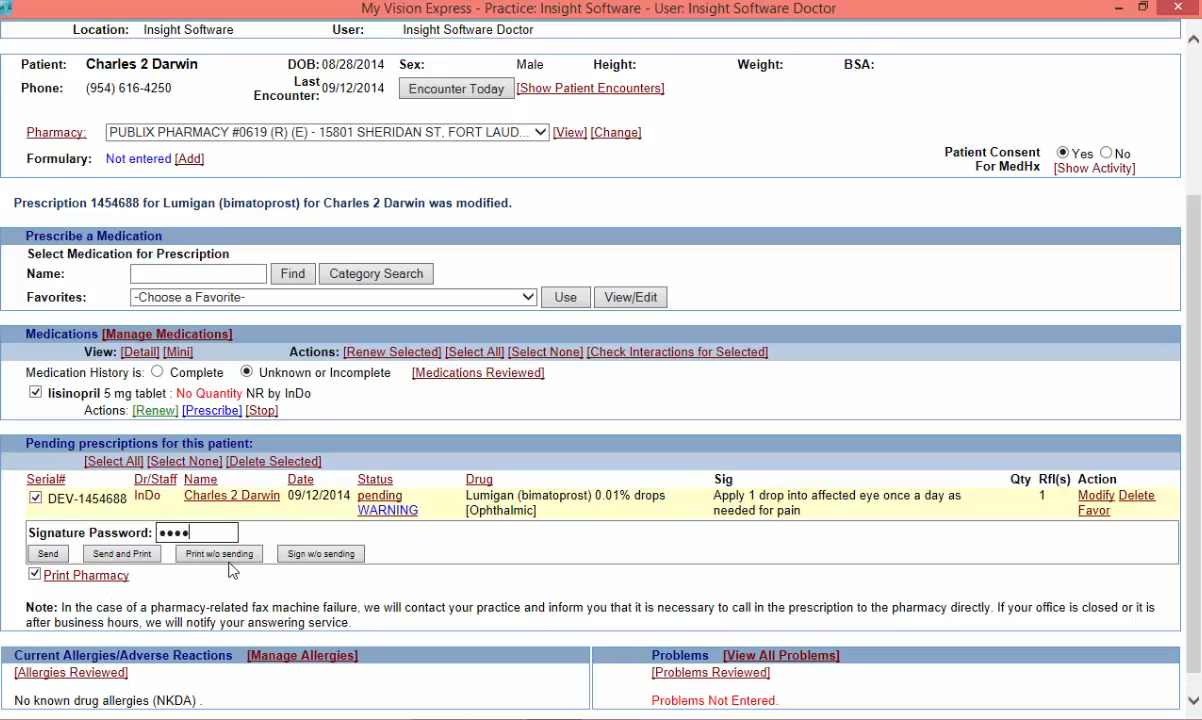 My Vision Express - Practice: Insight Software - User: Insight Software Doctor
Location: Insight Software User: Insight Software Doctor
Patient: Charles 2 Darwin DOB: 08/28/2014 Sex: Male Height: Weight: BSA:
Phone: (954) 616-4250 Last Encounter: 09/12/2014 Encounter Today [Show Patient Encounters]
Pharmacy: PUBLIX PHARMACY #0619 (R) (E) - 15801 SHERIDAN ST, FORT LAUD... [View] [Change]
Formulary: Not entered [Add]
Patient Consent For MedHx Yes No
[Show Activity]
Prescription 1454688 for Lumigan (bimatoprost) for Charles 2 Darwin was modified.
Prescribe a Medication
Select Medication for Prescription
Name: Find Category Search
Favorites: -Choose a Favorite- Use View/Edit
Medications [Manage Medications]
View: [Detail] [Mini] Actions: [Renew Selected] [Select All] [Select None] [Check Interactions for Selected]
Medication History is: Complete Unknown or Incomplete [Medications Reviewed]
lisinopril 5 mg tablet : No Quantity NR by InDo
Actions: [Renew] [Prescribe] [Stop]
Pending prescriptions for this patient:
[Select All] [Select None] [Delete Selected]
Serial# Dr/Staff Name Date Status Drug Sig Qty Rfl(s) Action
DEV-1454688 InDo Charles 2 Darwin 09/12/2014 pending Lumigan (bimatoprost) 0.01% drops Apply 1 drop into affected eye once a day as 1 Modify Delete
WARNING [Ophthalmic] needed for pain Favor
Signature Password: ••••
Send Send and Print Print w/o sending Sign w/o sending
Print Pharmacy
Note: In the case of a pharmacy-related fax machine failure, we will contact your practice and inform you that it is necessary to call in the prescription to the pharmacy directly. If your office is closed or it is
after business hours, we will notify your answering service.
Current Allergies/Adverse Reactions [Manage Allergies]
[Allergies Reviewed]
No known drug allergies (NKDA) .
Problems [View All Problems]
[Problems Reviewed]
Problems Not Entered.